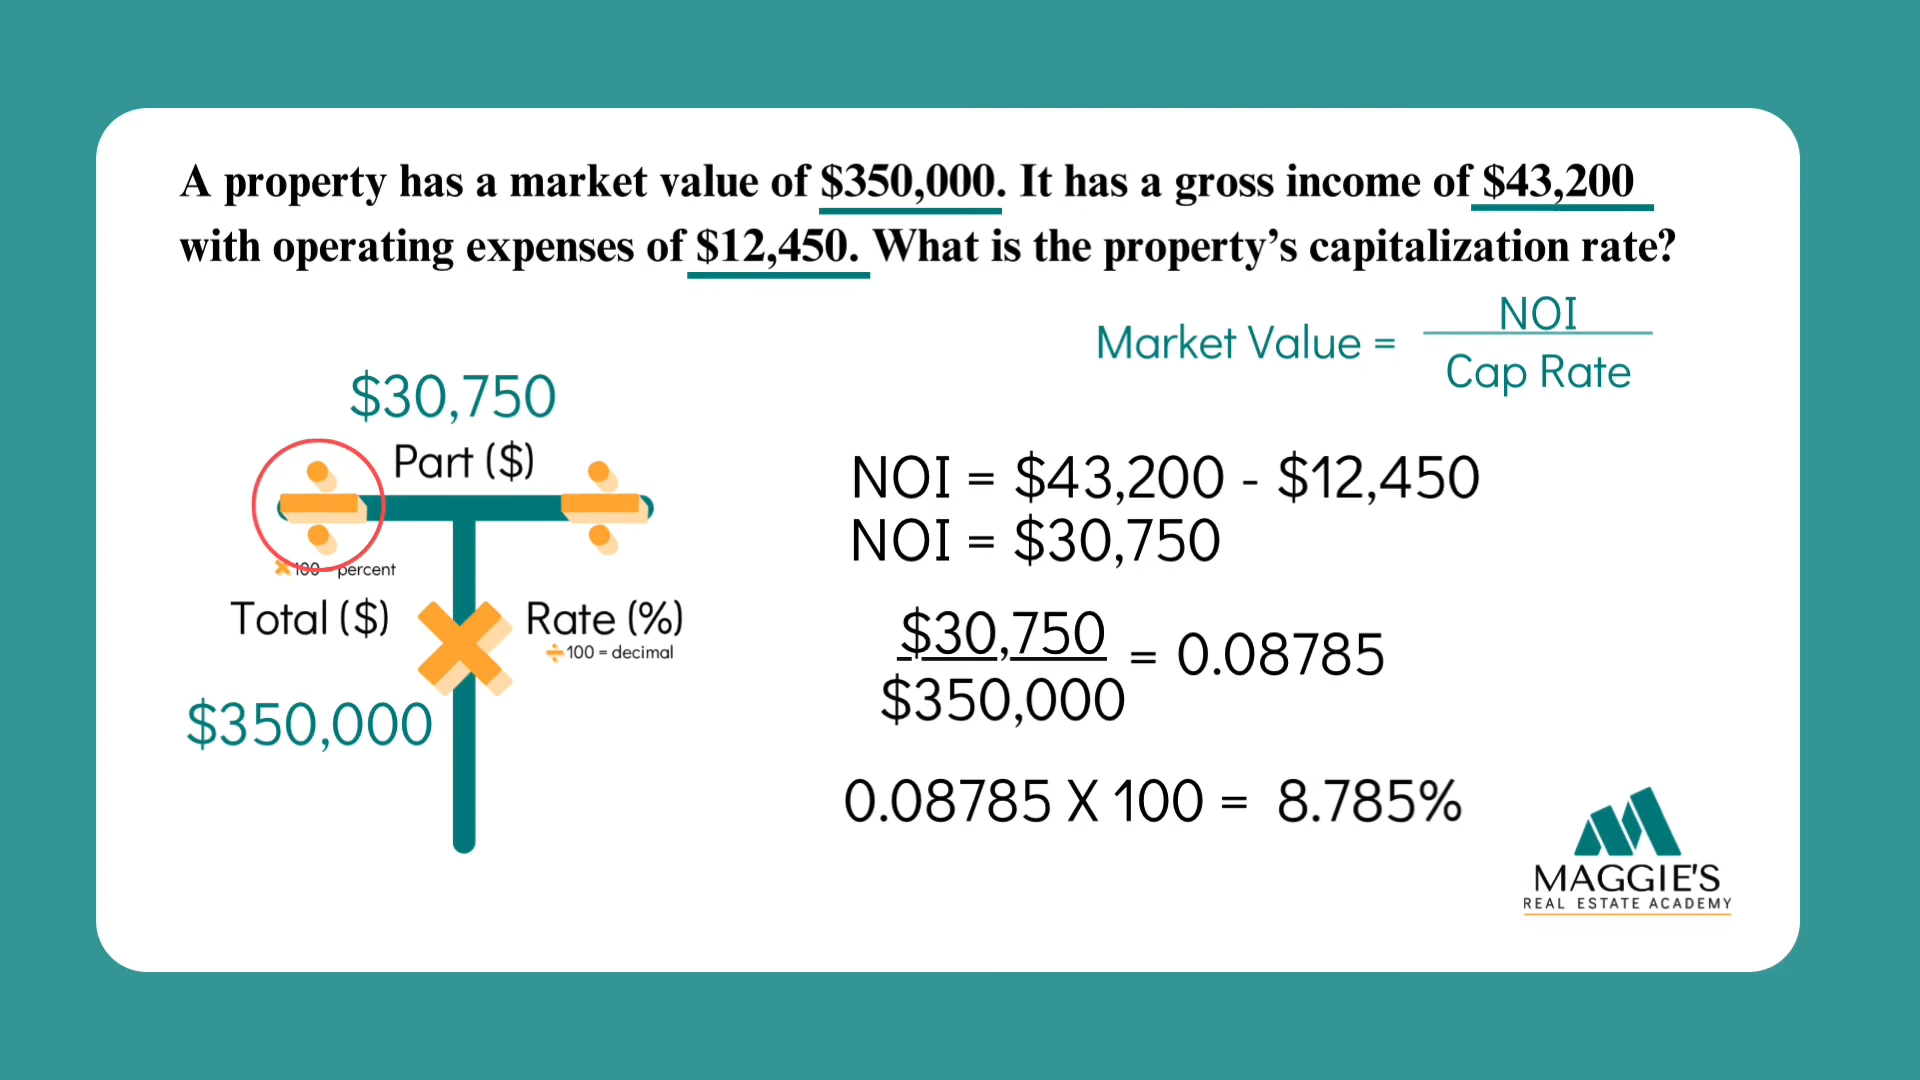 A property has a market value of $350,000. It has a gross income of $43,200
with operating expenses of $12,450. What is the property’s capitalization rate?
Market Value = NOI
Cap Rate
$30,750
Part ($)
100 = percent
Total ($)
Rate (%)
÷100 = decimal
$350,000
NOI = $43,200 - $12,450
NOI = $30,750
$30,750
$350,000
= 0.08785
0.08785 X 100 = 8.785%
MAGGIE'S
REAL ESTATE ACADEMY